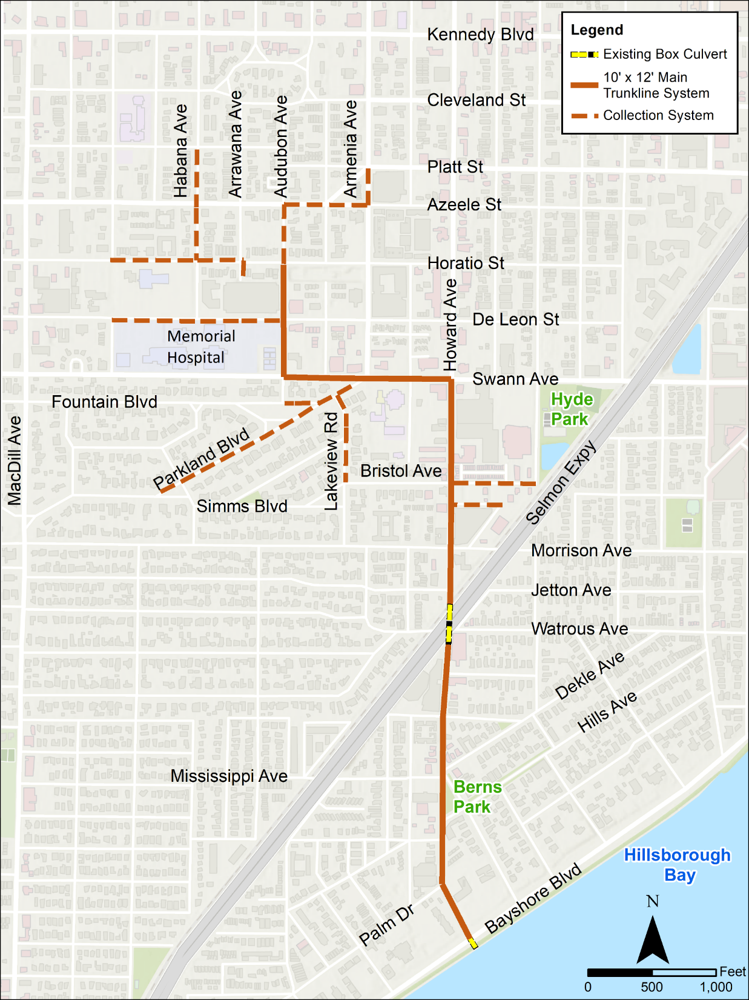 Kennedy Blvd
Legend
Existing Box Culvert
10' x 12' Main
Trunkline System
Collection System
Cleveland St
Habana Ave
Arrawana Ave
Audubon Ave
Armenia Ave
Platt St
Azeele St
Horatio St
Howard Ave
De Leon St
Memorial
Hospital
Swann Ave
Fountain Blvd
Hyde
Park
MacDill Ave
Parkland Blvd
Lakeview Rd
Bristol Ave
Selmon Expy
Simms Blvd
Morrison Ave
Jetton Ave
Watrous Ave
Dekle Ave
Hills Ave
Mississippi Ave
Berns
Park
Hillsborough
Bay
Bayshore Blvd
Palm Dr
N
Feet
0 500 1,000